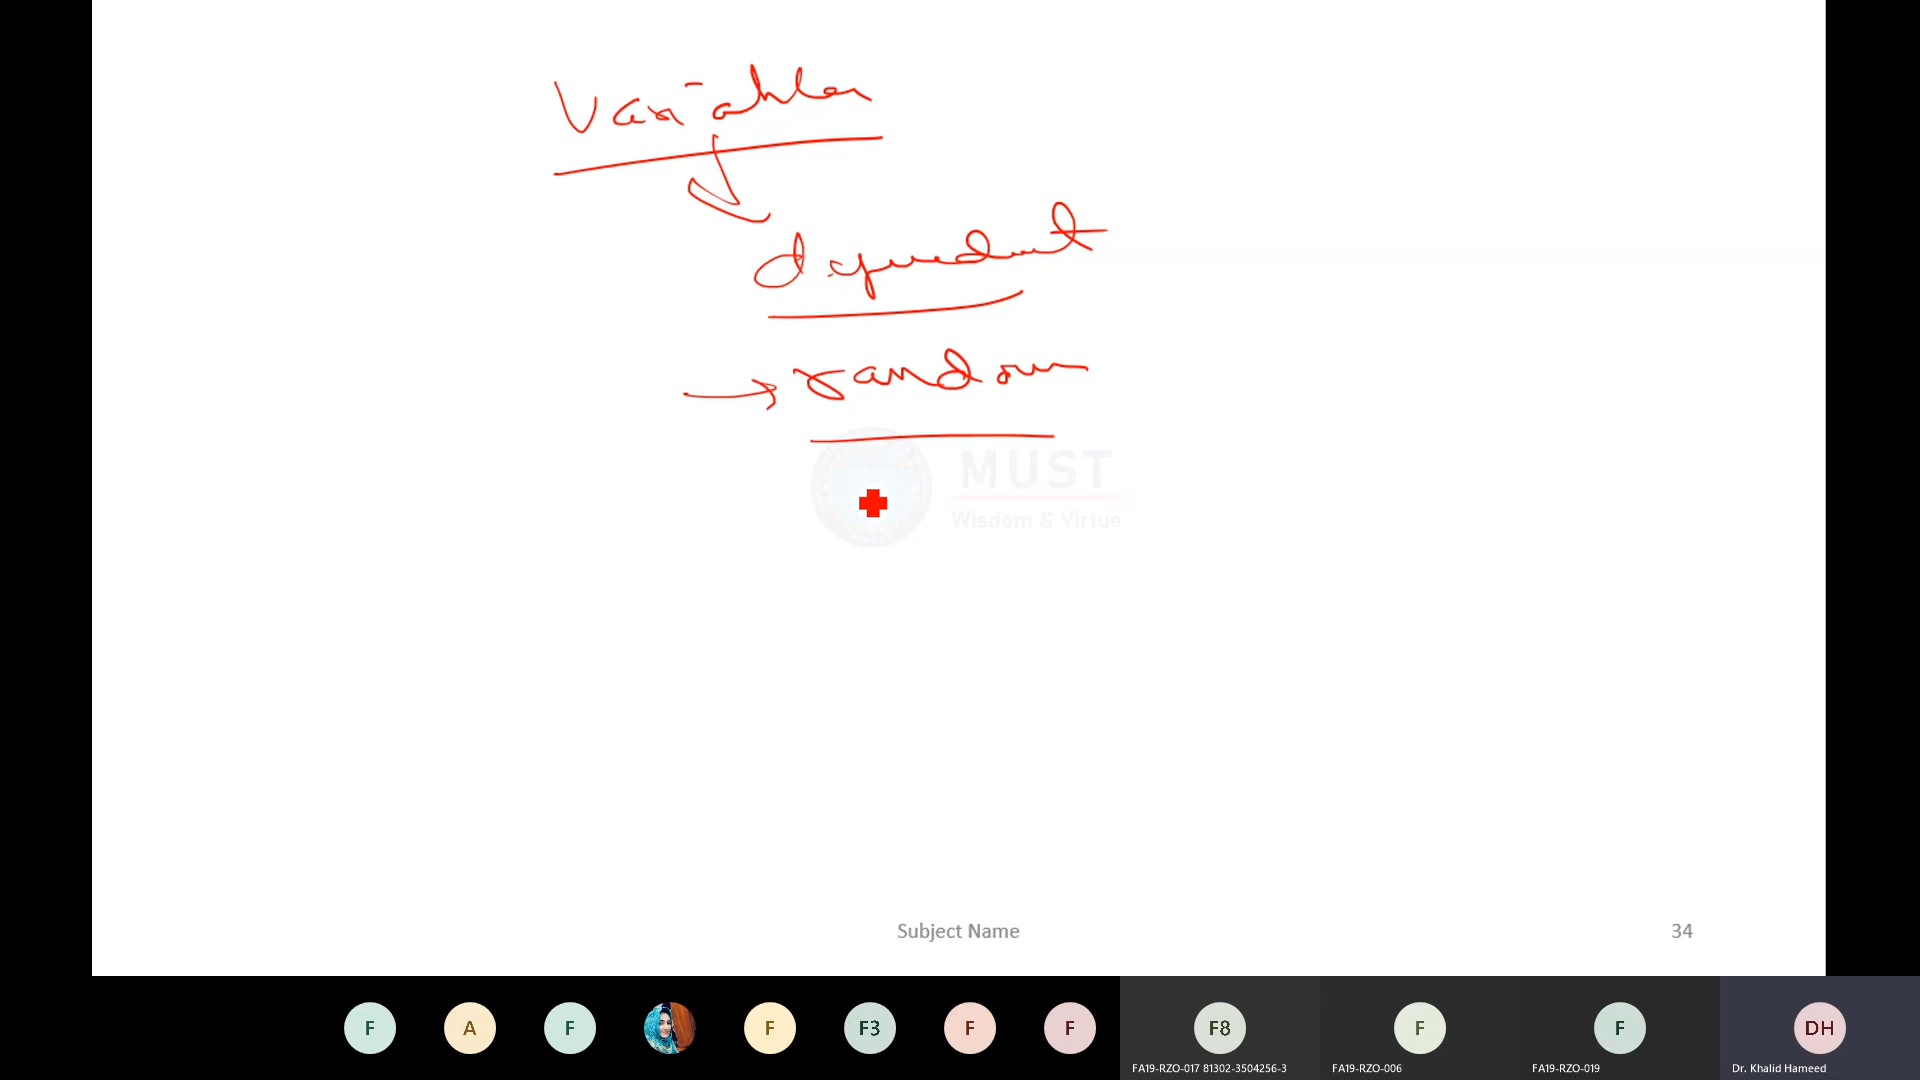 Variables
dependent
→ random
MUST
Wisdom & Virtue
Subject Name
34
F
A
F
F
F3
F
F
F8
F
F
DH
FA19-RZO-017 81302-3504256-3
FA19-RZO-006
FA19-RZO-019
Dr. Khalid Hameed